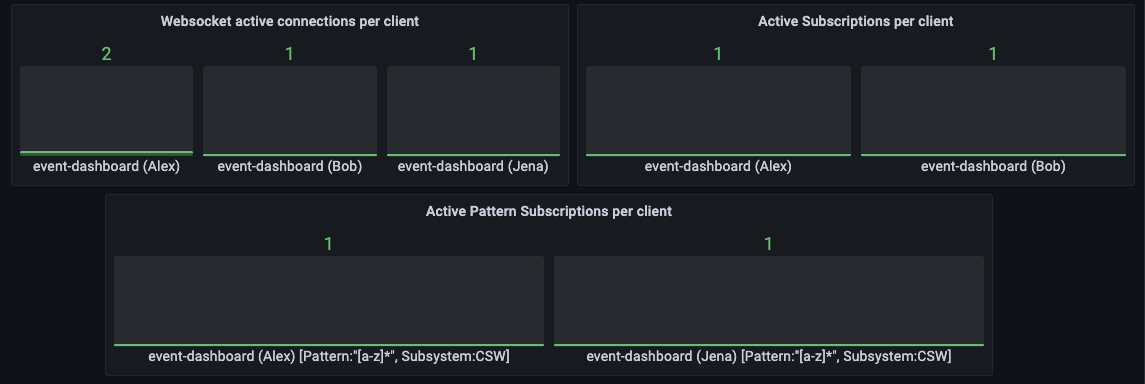 Websocket active connections per client
2
1
1
event-dashboard (Alex)
event-dashboard (Bob)
event-dashboard (Jena)
Active Subscriptions per client
1
1
event-dashboard (Alex)
event-dashboard (Bob)
Active Pattern Subscriptions per client
1
1
event-dashboard (Alex) [Pattern:"[a-z]*", Subsystem:CSW]
event-dashboard (Jena) [Pattern:"[a-z]*", Subsystem:CSW]